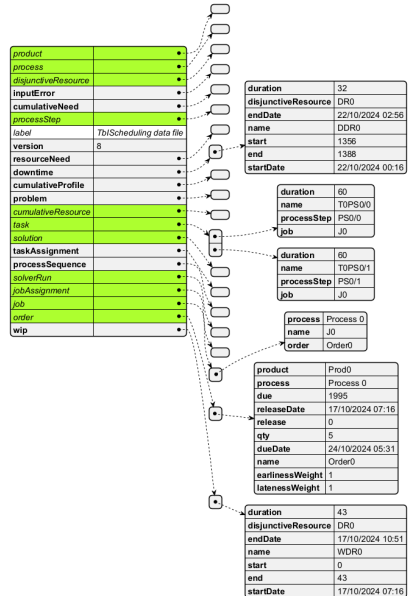 product
process
disjunctiveResource
inputError
cumulativeNeed
processStep
label TblScheduling data file
version 8
resourceNeed
downtime
cumulativeProfile
problem
cumulativeResource
task
solution
taskAssignment
processSequence
solverRun
jobAssignment
job
order
wip
duration 32
disjunctiveResource DR0
endDate 22/10/2024 02:56
name DDR0
start 1356
end 1388
startDate 22/10/2024 00:16
duration 60
name T0PS0/0
processStep PS0/0
job J0
duration 60
name T0PS0/1
processStep PS0/1
job J0
process Process 0
name J0
order Order0
product Prod0
process Process 0
due 1995
releaseDate 17/10/2024 07:16
release 0
qty 5
dueDate 24/10/2024 05:31
name Order0
earlinessWeight 1
latenessWeight 1
duration 43
disjunctiveResource DR0
endDate 17/10/2024 10:51
name WDR0
start 0
end 43
startDate 17/10/2024 07:16